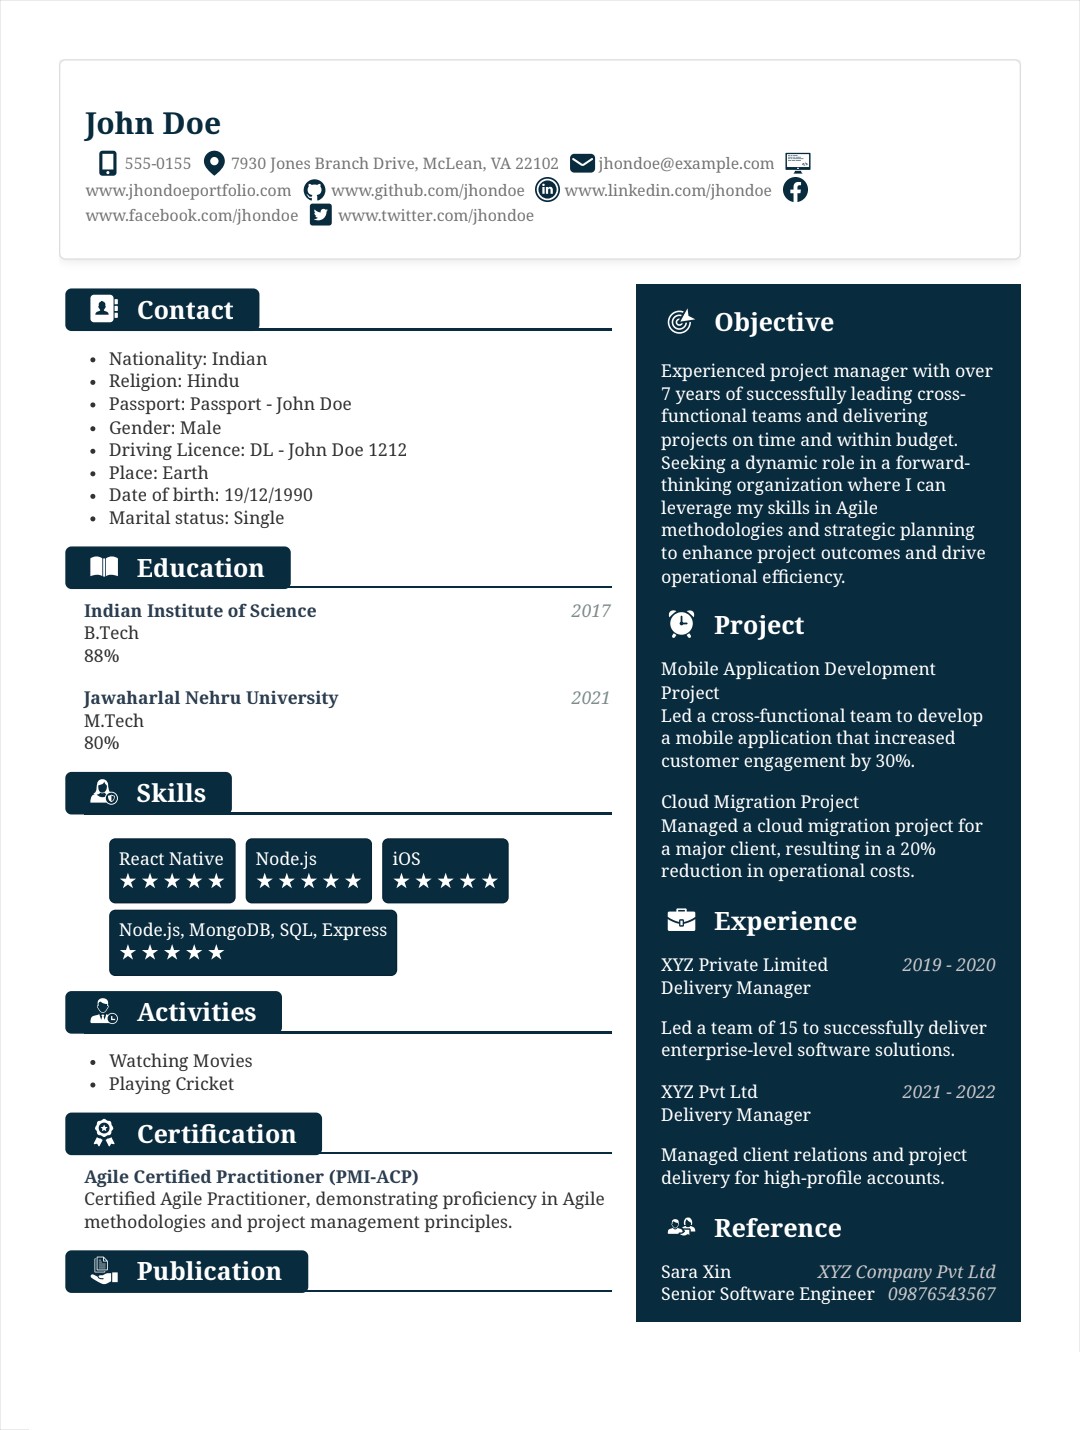 John Doe
555-0155 7930 Jones Branch Drive, McLean, VA 22102 jhondoe@example.com
www.jhondoeportfolio.com www.github.com/jhondoe www.linkedin.com/jhondoe
www.facebook.com/jhondoe www.twitter.com/jhondoe
Contact
• Nationality: Indian
• Religion: Hindu
• Passport: Passport - John Doe
• Gender: Male
• Driving Licence: DL - John Doe 1212
• Place: Earth
• Date of birth: 19/12/1990
• Marital status: Single
Education
Indian Institute of Science 2017
B.Tech
88%
Jawaharlal Nehru University 2021
M.Tech
80%
Skills
React Native Node.js iOS
★★★★★ ★★★★★ ★★★★★
Node.js, MongoDB, SQL, Express
★★★★★
Activities
• Watching Movies
• Playing Cricket
Certification
Agile Certified Practitioner (PMI-ACP)
Certified Agile Practitioner, demonstrating proficiency in Agile
methodologies and project management principles.
Publication
Objective
Experienced project manager with over
7 years of successfully leading cross-
functional teams and delivering
projects on time and within budget.
Seeking a dynamic role in a forward-
thinking organization where I can
leverage my skills in Agile
methodologies and strategic planning
to enhance project outcomes and drive
operational efficiency.
Project
Mobile Application Development
Project
Led a cross-functional team to develop
a mobile application that increased
customer engagement by 30%.
Cloud Migration Project
Managed a cloud migration project for
a major client, resulting in a 20%
reduction in operational costs.
Experience
XYZ Private Limited 2019 - 2020
Delivery Manager
Led a team of 15 to successfully deliver
enterprise-level software solutions.
XYZ Pvt Ltd 2021 - 2022
Delivery Manager
Managed client relations and project
delivery for high-profile accounts.
Reference
Sara Xin XYZ Company Pvt Ltd
Senior Software Engineer 09876543567